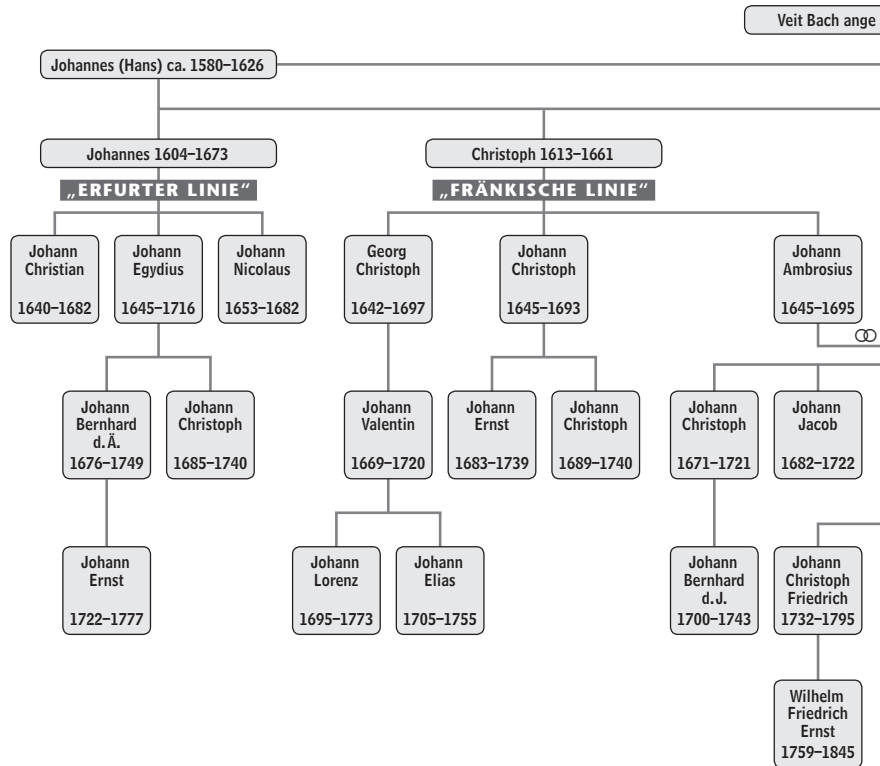 Veit Bach ange
Johannes (Hans) ca. 1580–1626
Johannes 1604–1673
Christoph 1613–1661
„ERFURTER LINIE“
„FRÄNKISCHE LINIE“
Johann
Christian
1640–1682
Johann
Egydius
1645–1716
Johann
Nicolaus
1653–1682
Georg
Christoph
1642–1697
Johann
Christoph
1645–1693
Johann
Ambrosius
1645–1695
Johann
Bernhard
d. Ä.
1676–1749
Johann
Christoph
1685–1740
Johann
Valentin
1669–1720
Johann
Ernst
1683–1739
Johann
Christoph
1689–1740
Johann
Christoph
1671–1721
Johann
Jacob
1682–1722
Johann
Ernst
1722–1777
Johann
Lorenz
1695–1773
Johann
Elias
1705–1755
Johann
Bernhard
d. J.
1700–1743
Johann
Christoph
Friedrich
1732–1795
Wilhelm
Friedrich
Ernst
1759–1845